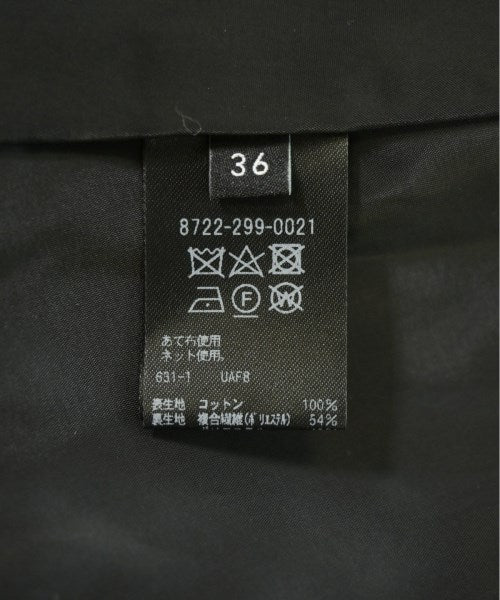 36
8722-299-0021
F W
あて布使用
ネット使用。
631-1 UAF8
表生地 コットン 100%
裏生地 複合繊維(ポリエステル) 54%